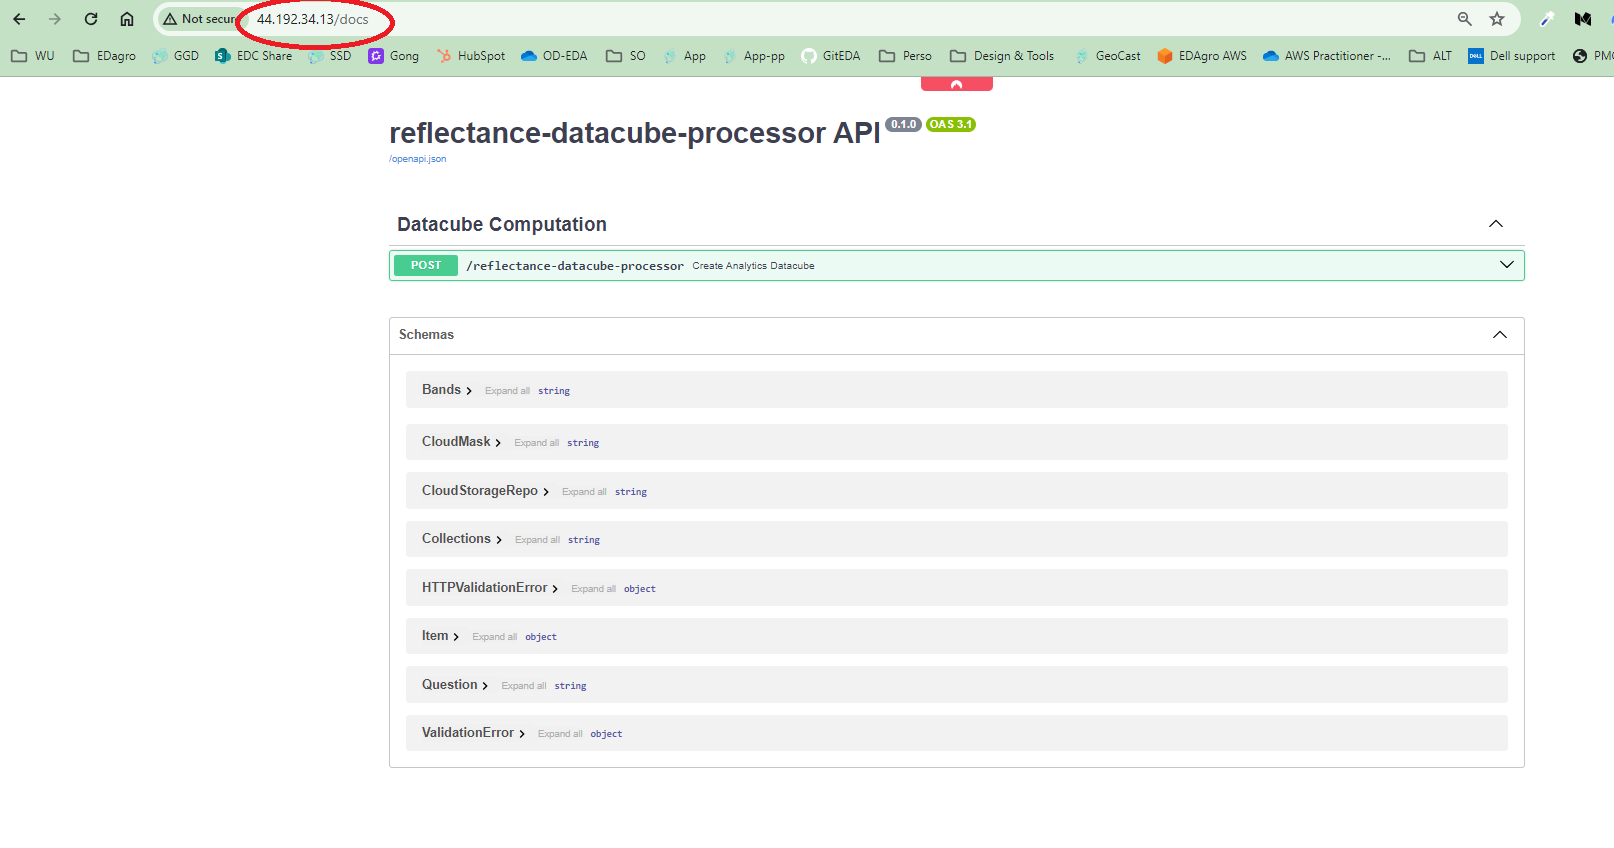 Not secur 44.192.34.13/docs
WU EDagro GGD EDC Share SSD Gong HubSpot OD-EDA SO App App-pp GitEDA Perso Design & Tools GeoCast EDAgro AWS AWS Practitioner -... ALT DELL Dell support PMC
reflectance-datacube-processor API 0.1.0 OAS 3.1
/openapi.json
Datacube Computation
POST /reflectance-datacube-processor Create Analytics Datacube
Schemas
Bands Expand all string
CloudMask Expand all string
CloudStorageRepo Expand all string
Collections Expand all string
HTTPValidationError Expand all object
Item Expand all object
Question Expand all string
ValidationError Expand all object